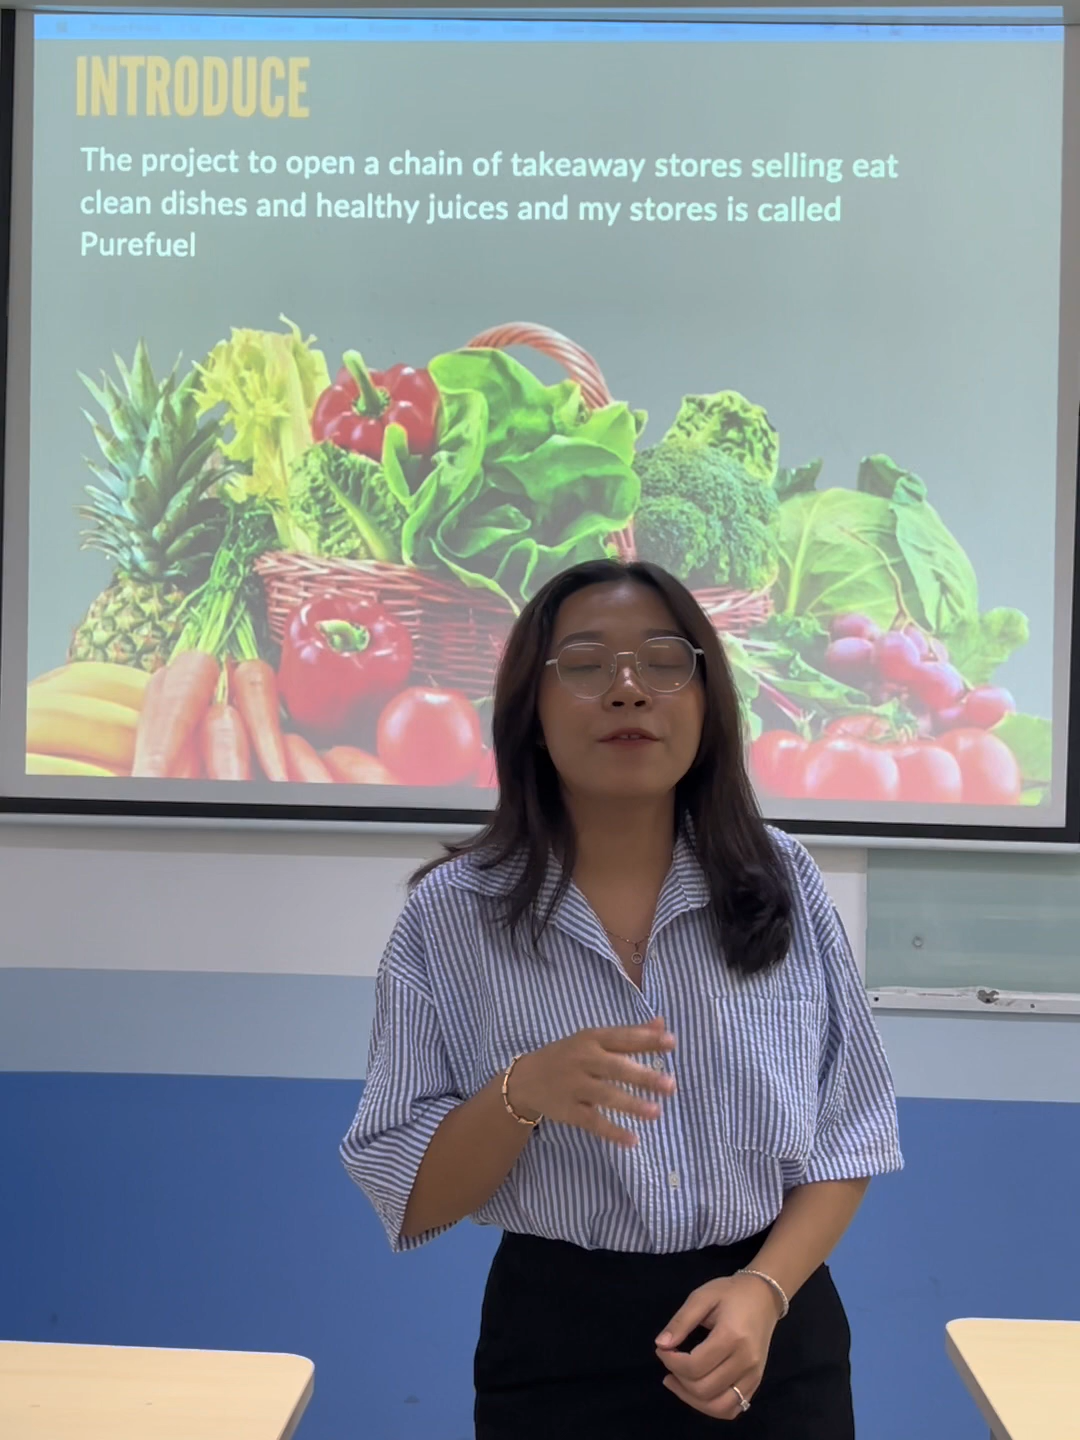 INTRODUCE
The project to open a chain of takeaway stores selling eat
clean dishes and healthy juices and my stores is called
Purefuel